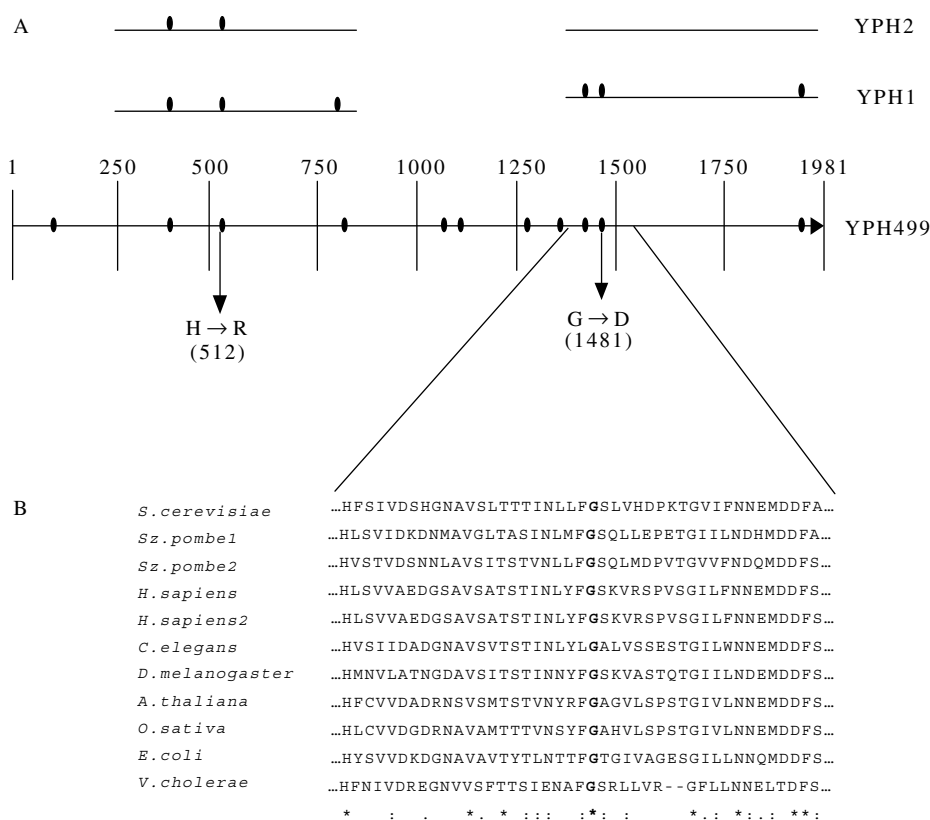 A
YPH2
YPH1
1 250 500 750 1000 1250 1500 1750 1981
YPH499
H → R
(512)
G → D
(1481)
B
S.cerevisiae …HFSIVDSHGNAVSLTTTINLLFGSLVHDPKTGVIFNNEMDDFA…
Sz.pombe1 …HLSVIDKDNMAVGLTASINLMFGSQLLEPETGIILNDHMDDFA…
Sz.pombe2 …HVSTVDSNNLAVSITSTVNLLFGSQLMDPVTGVVFNDQMDDFS…
H.sapiens …HLSVVAEDGSAVSATSTINLYFGSKVRSPVSGILFNNEMDDFS…
H.sapiens2 …HLSVVAEDGSAVSATSTINLYFGSKVRSPVSGILFNNEMDDFS…
C.elegans …HVSIIDADGNAVSVTSTINLYLGALVSSESTGILWNNEMDDFS…
D.melanogaster …HMNVLATNGDAVSITSTINNYFGSKVASTQTGIILNDEMDDFS…
A.thaliana …HFCVVDADRNSVSMTSTVNYRFGAGVLSPSTGIVLNNEMDDFS…
O.sativa …HLCVVDGDRNAVAMTTTVNSYFGAHVLSPSTGIVLNNEMDDFS…
E.coli …HYSVVDKDGNAVAVTYTLNTTFGTGIVAGESGILLNNQMDDFS…
V.cholerae …HFNIVDREGNVVSFTTSIENAFGSRLLVR--GFLLNNELTDFS…
* : . *. * ::: .*: : *. *:.: **: